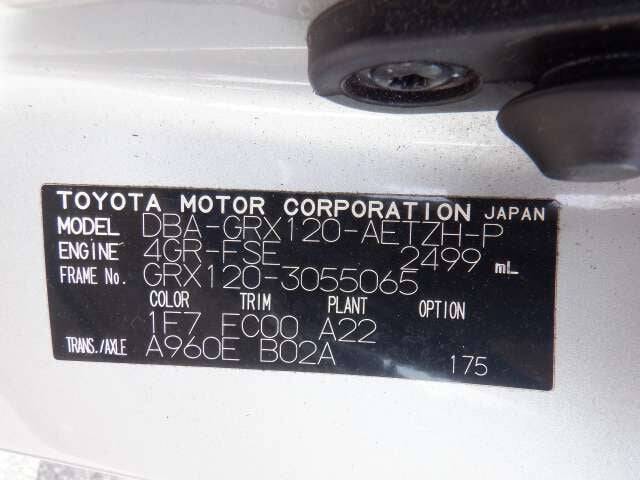 TOYOTA MOTOR CORPORATION JAPAN
MODEL DBA-GRX120-AETZH-P
ENGINE 4GR-FSE 2499 mL
FRAME No. GRX120-3055065
COLOR TRIM PLANT OPTION
1F7 FC00 A22
TRANS./AXLE A960E B02A 175